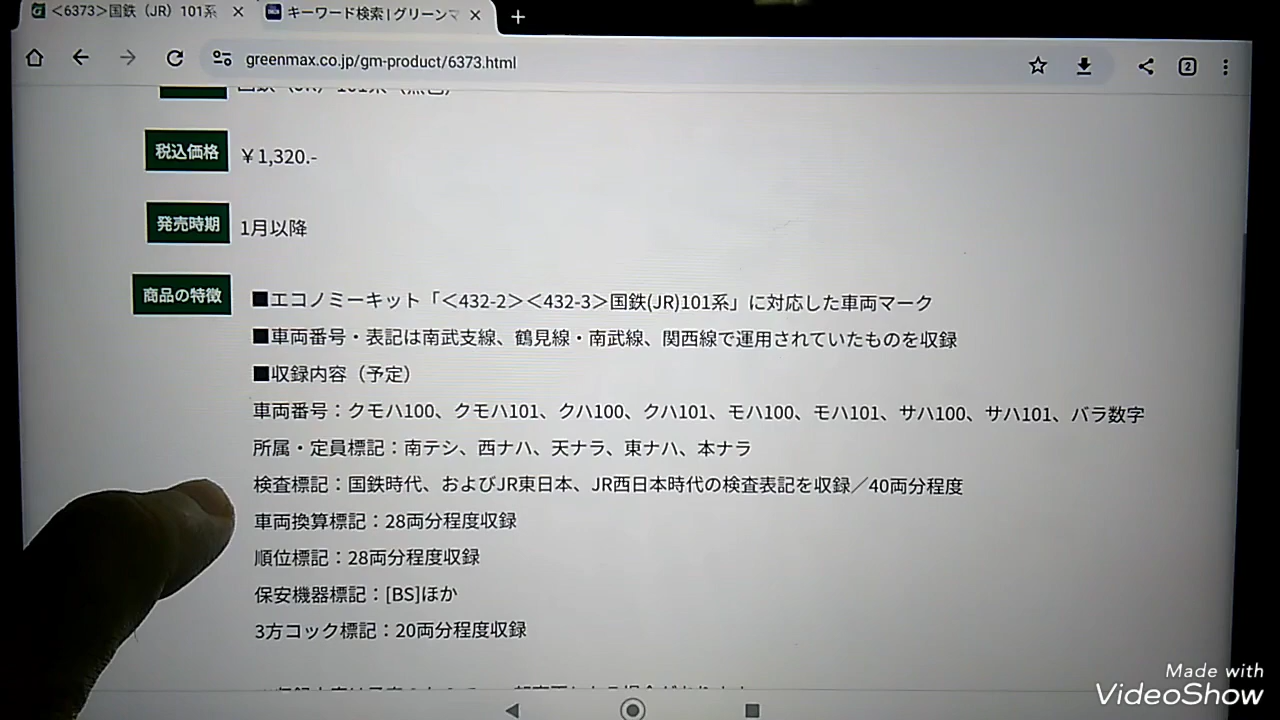 <6373>国鉄（JR）101系
キーワード検索 | グリーンマ
greenmax.co.jp/gm-product/6373.html
2
国鉄（JR）101系（黒色）
税込価格
￥1,320.-
発売時期
1月以降
商品の特徴
■エコノミーキット「＜432-2＞＜432-3＞国鉄(JR)101系」に対応した車両マーク
■車両番号・表記は南武支線、鶴見線・南武線、関西線で運用されていたものを収録
■収録内容（予定）
車両番号：クモハ100、クモハ101、クハ100、クハ101、モハ100、モハ101、サハ100、サハ101、バラ数字
所属・定員標記：南テシ、西ナハ、天ナラ、東ナハ、本ナラ
検査標記：国鉄時代、およびJR東日本、JR西日本時代の検査表記を収録／40両分程度
車両換算標記：28両分程度収録
順位標記：28両分程度収録
保安機器標記：[BS]ほか
3方コック標記：20両分程度収録
Made with
VideoShow